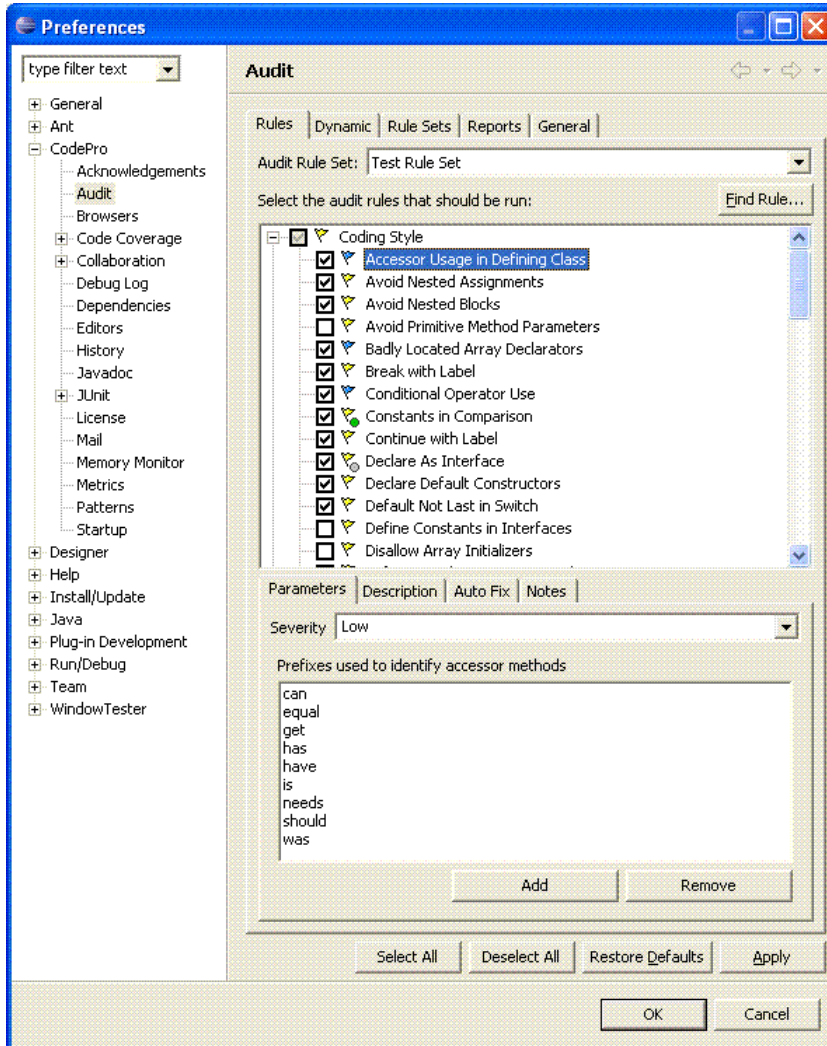 Preferences
type filter text
General
Ant
CodePro
Acknowledgements
Audit
Browsers
Code Coverage
Collaboration
Debug Log
Dependencies
Editors
History
Javadoc
JUnit
License
Mail
Memory Monitor
Metrics
Patterns
Startup
Designer
Help
Install/Update
Java
Plug-in Development
Run/Debug
Team
WindowTester
Audit
Rules Dynamic Rule Sets Reports General
Audit Rule Set: Test Rule Set
Select the audit rules that should be run: Find Rule...
Coding Style
Accessor Usage in Defining Class
Avoid Nested Assignments
Avoid Nested Blocks
Avoid Primitive Method Parameters
Badly Located Array Declarators
Break with Label
Conditional Operator Use
Constants in Comparison
Continue with Label
Declare As Interface
Declare Default Constructors
Default Not Last in Switch
Define Constants in Interfaces
Disallow Array Initializers
Parameters Description Auto Fix Notes
Severity Low
Prefixes used to identify accessor methods
can
equal
get
has
have
is
needs
should
was
Add Remove
Select All Deselect All Restore Defaults Apply
OK Cancel